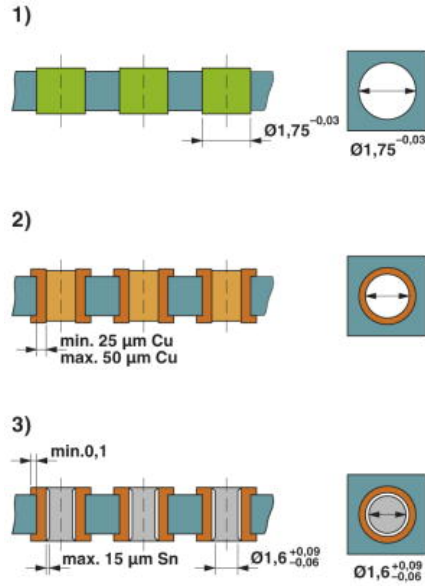 1)
Ø1,75 -0,03
Ø1,75 -0,03
2)
min. 25 µm Cu
max. 50 µm Cu
3)
min.0,1
max. 15 µm Sn
Ø1,6 +0,09 -0,06
Ø1,6 +0,09 -0,06